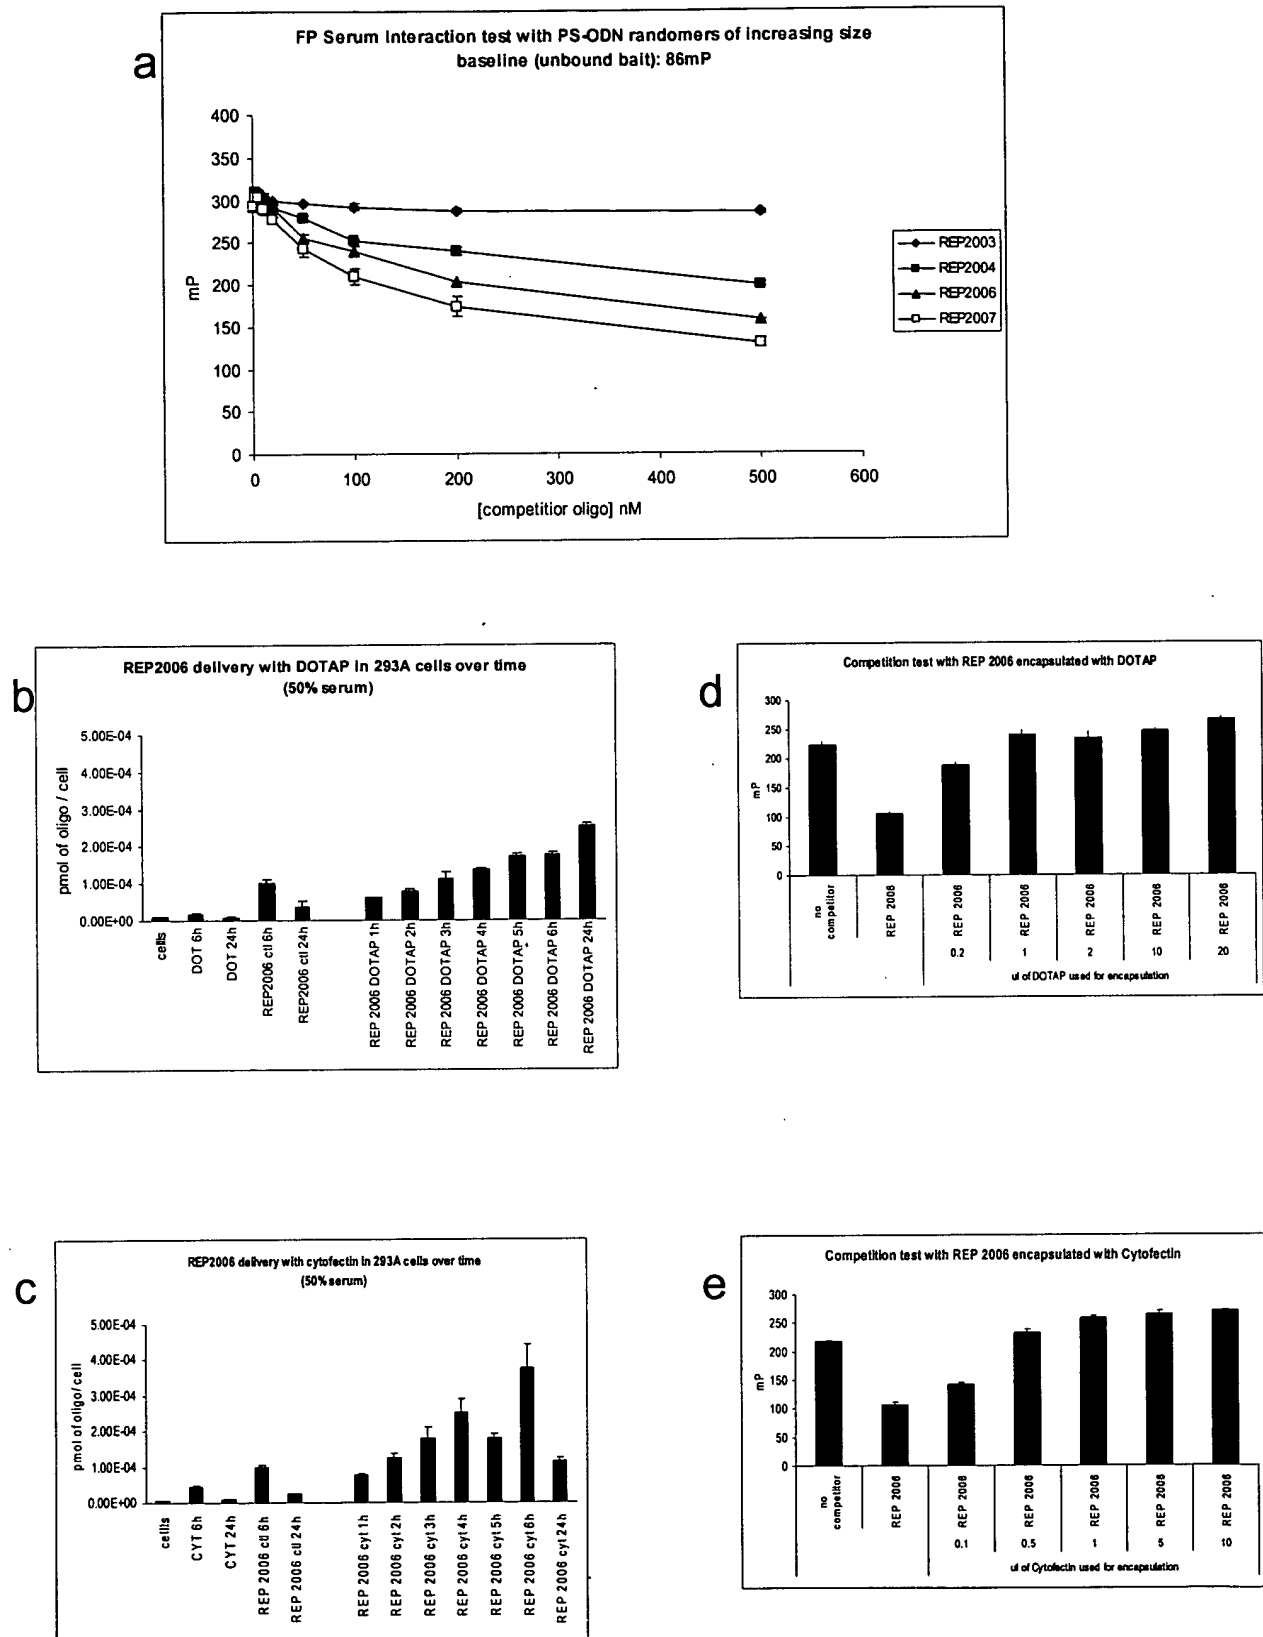 a
FP Serum Interaction test with PS-ODN randomers of increasing size
baseline (unbound bait): 86mP
400
350
300
250
200
150
100
50
0
mP
0 100 200 300 400 500 600
[competitior oligo] nM
REP2003
REP2004
REP2006
REP2007
b
REP2006 delivery with DOTAP in 293A cells over time
(50% serum)
pmol of oligo / cell
5.00E-04
4.00E-04
3.00E-04
2.00E-04
1.00E-04
0.00E+00
cells
DOT 6h
DOT 24h
REP2006 ctl 6h
REP2006 ctl 24h
REP 2006 DOTAP 1h
REP 2006 DOTAP 2h
REP 2006 DOTAP 3h
REP 2006 DOTAP 4h
REP 2006 DOTAP 5h
REP 2006 DOTAP 6h
REP 2006 DOTAP 24h
d
Competition test with REP 2006 encapsulated with DOTAP
mP
300
250
200
150
100
50
0
no competitor
REP 2006
REP 2006
REP 2006
REP 2006
REP 2006
REP 2006
0.2 1 2 10 20
ul of DOTAP used for encapsulation
c
REP2006 delivery with cytofectin in 293A cells over time
(50% serum)
pmol of oligo/ cell
5.00E-04
4.00E-04
3.00E-04
2.00E-04
1.00E-04
0.00E+00
cells
CYT 6h
CYT 24h
REP 2006 ctl 6h
REP 2006 ctl 24h
REP 2006 cyt 1h
REP 2006 cyt 2h
REP 2006 cyt 3h
REP 2006 cyt 4h
REP 2006 cyt 5h
REP 2006 cyt 6h
REP 2006 cyt 24h
e
Competition test with REP 2006 encapsulated with Cytofectin
mP
300
250
200
150
100
50
0
no competitor
REP 2006
REP 2006
REP 2006
REP 2006
REP 2006
REP 2006
0.1 0.5 1 5 10
ul of Cytofectin used for encapsulation